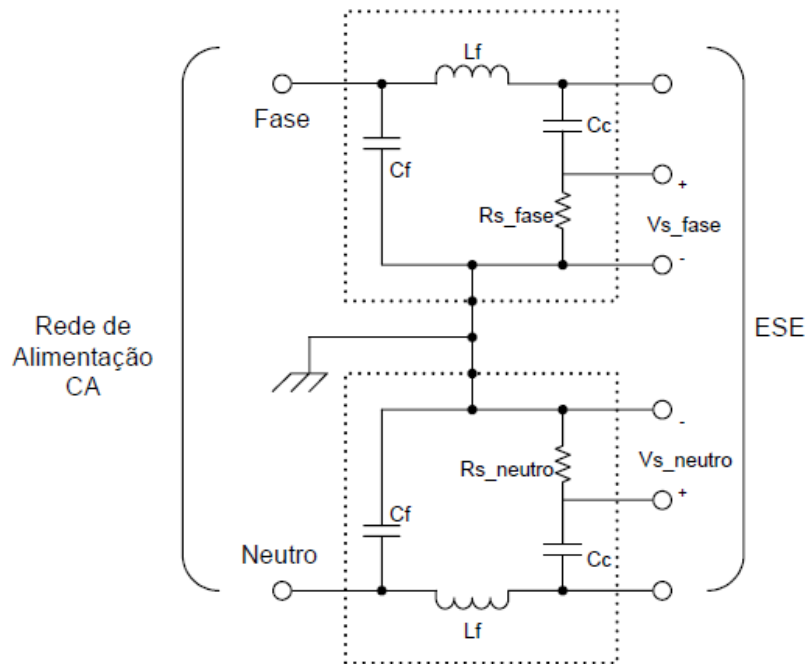 Lf
Fase
Cc
Cf
+
Rs_fase
Vs_fase
-
Rede de
Alimentação
CA
ESE
-
Rs_neutro
Vs_neutro
+
Cf
Neutro
Cc
Lf